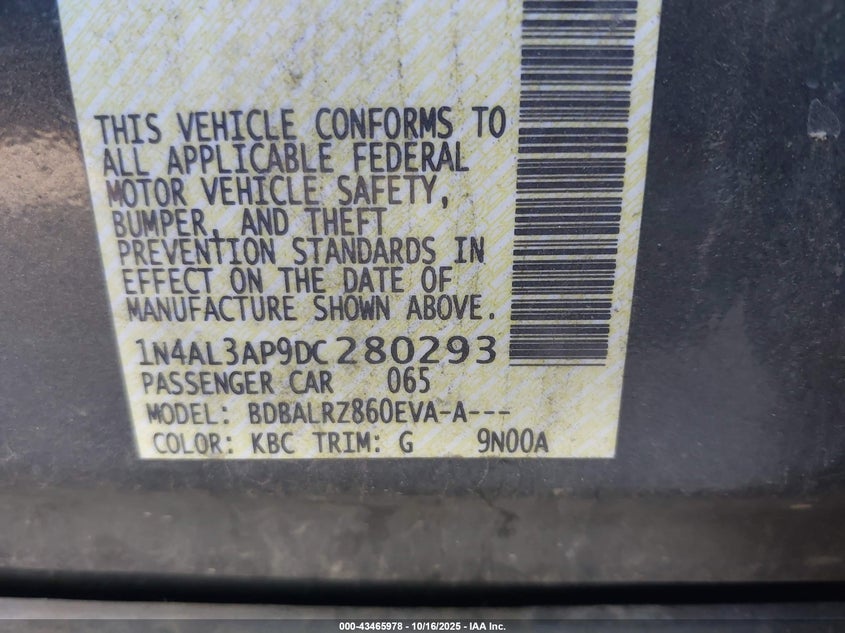 THIS VEHICLE CONFORMS TO
ALL APPLICABLE FEDERAL
MOTOR VEHICLE SAFETY,
BUMPER, AND THEFT
PREVENTION STANDARDS IN
EFFECT ON THE DATE OF
MANUFACTURE SHOWN ABOVE.
1N4AL3AP9DC280293
PASSENGER CAR 065
MODEL: BDBALRZ860EVA-A---
COLOR: KBC TRIM: G 9N00A
000-43465978 - 10/16/2025 - IAA Inc.